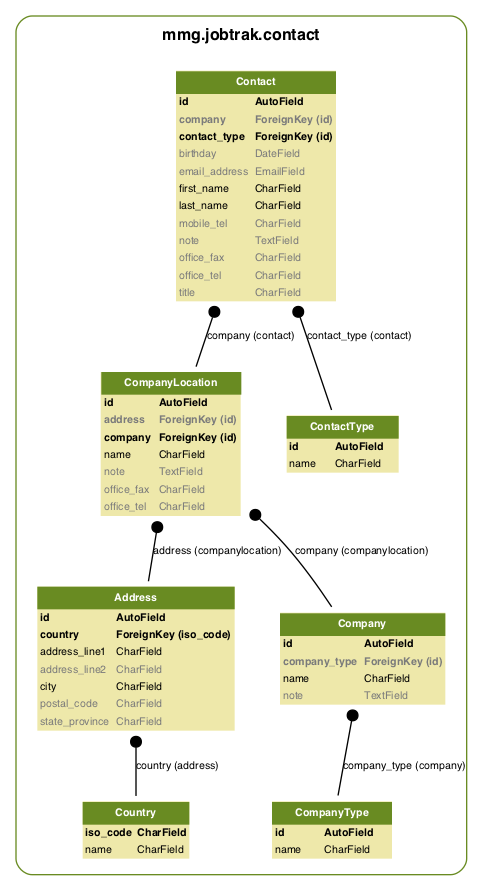 mmg.jobtrak.contact
Contact
id AutoField
company ForeignKey (id)
contact_type ForeignKey (id)
birthday DateField
email_address EmailField
first_name CharField
last_name CharField
mobile_tel CharField
note TextField
office_fax CharField
office_tel CharField
title CharField
company (contact) contact_type (contact)
CompanyLocation
id AutoField
address ForeignKey (id)
company ForeignKey (id)
name CharField
note TextField
office_fax CharField
office_tel CharField
ContactType
id AutoField
name CharField
address (companylocation) company (companylocation)
Address
id AutoField
country ForeignKey (iso_code)
address_line1 CharField
address_line2 CharField
city CharField
postal_code CharField
state_province CharField
Company
id AutoField
company_type ForeignKey (id)
name CharField
note TextField
country (address) company_type (company)
Country
iso_code CharField
name CharField
CompanyType
id AutoField
name CharField